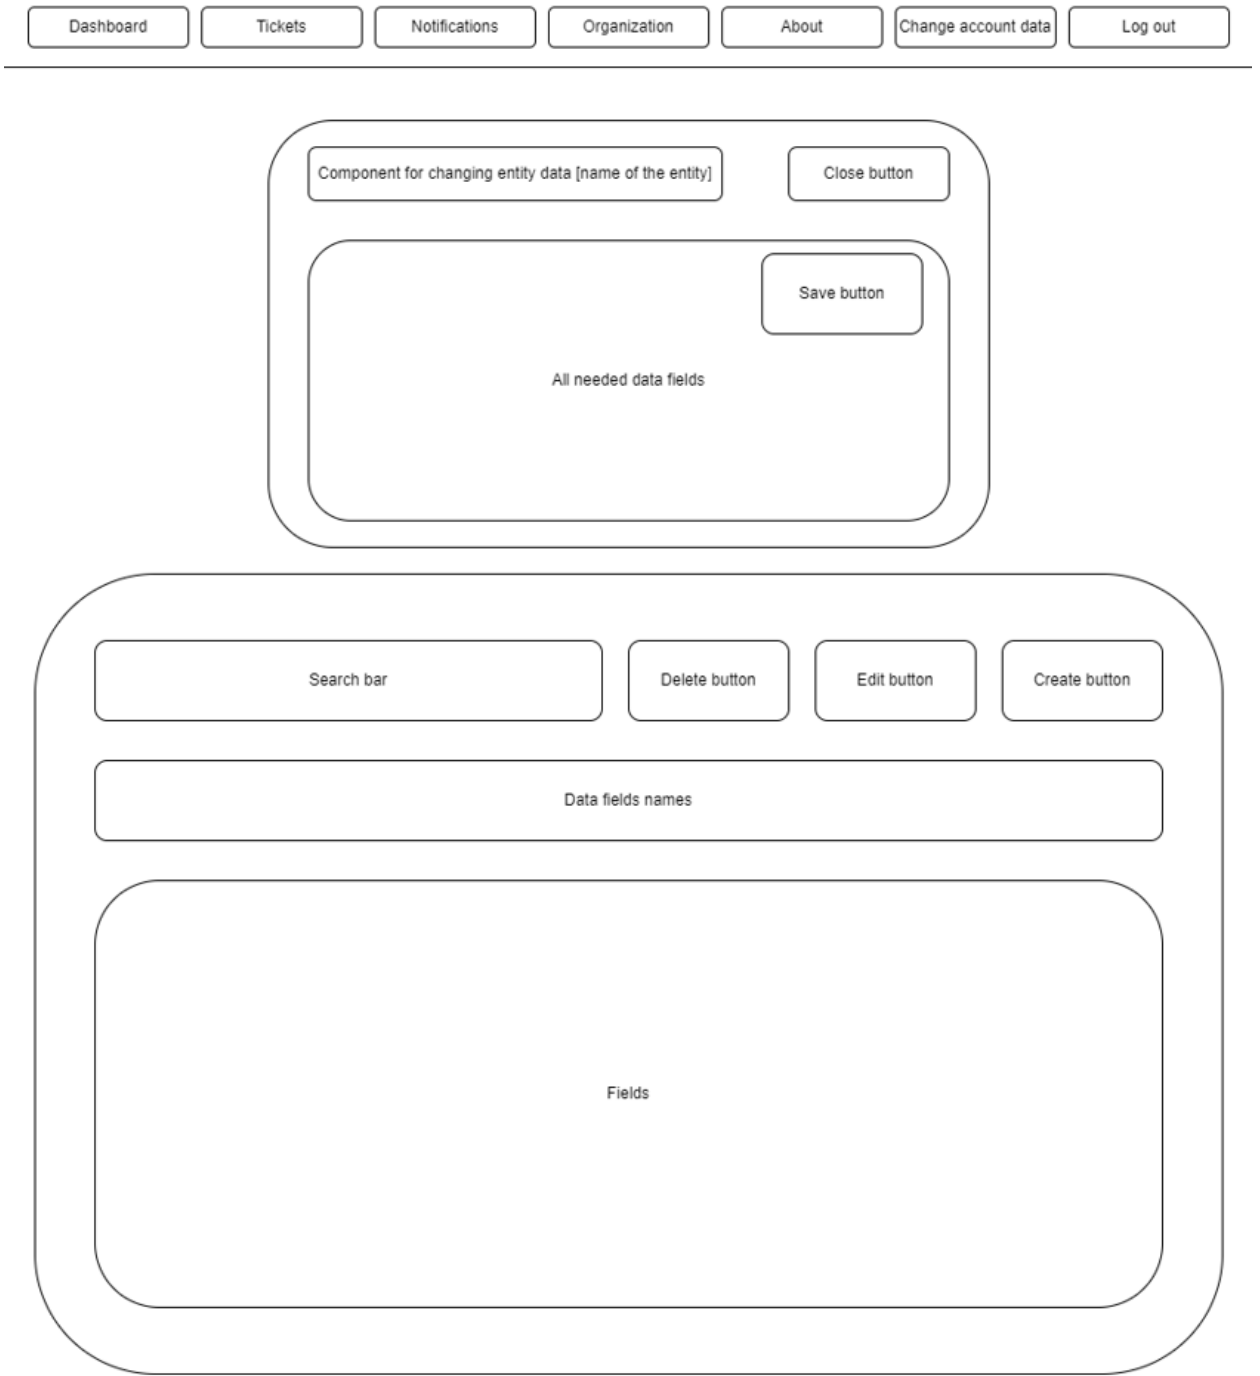 Dashboard
Tickets
Notifications
Organization
About
Change account data
Log out
Component for changing entity data [name of the entity]
Close button
Save button
All needed data fields
Search bar
Delete button
Edit button
Create button
Data fields names
Fields